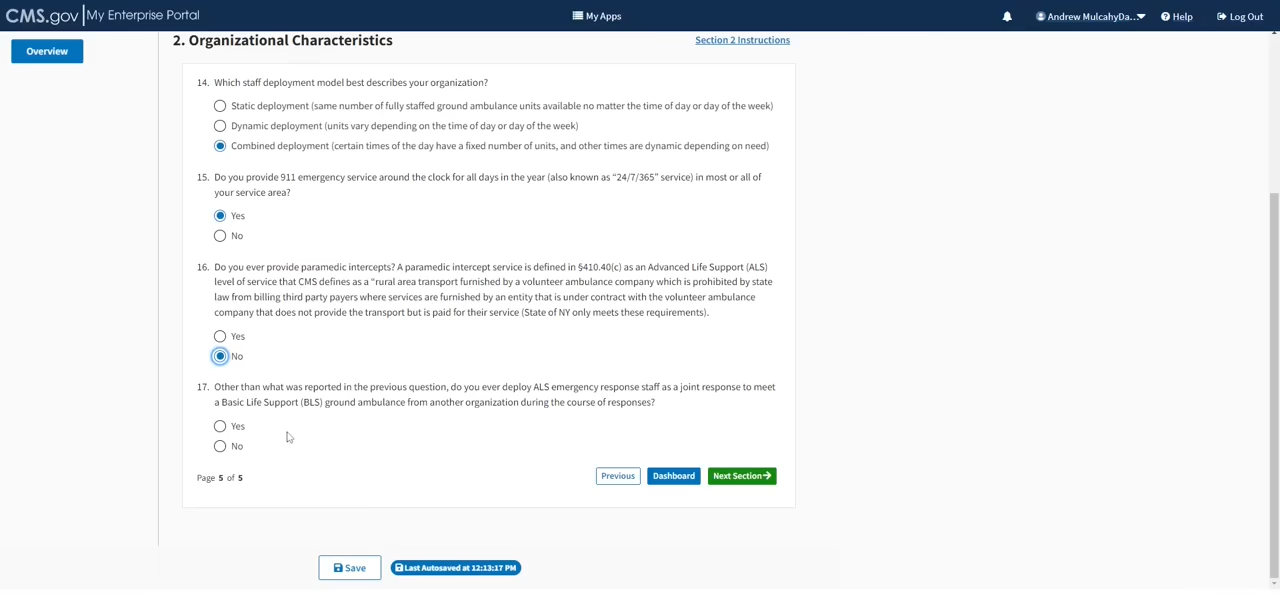 CMS.gov My Enterprise Portal
My Apps
Andrew MulcahyDa...
Help
Log Out
Overview
2. Organizational Characteristics
Section 2 Instructions
14. Which staff deployment model best describes your organization?
Static deployment (same number of fully staffed ground ambulance units available no matter the time of day or day of the week)
Dynamic deployment (units vary depending on the time of day or day of the week)
Combined deployment (certain times of the day have a fixed number of units, and other times are dynamic depending on need)
15. Do you provide 911 emergency service around the clock for all days in the year (also known as “24/7/365” service) in most or all of
your service area?
Yes
No
16. Do you ever provide paramedic intercepts? A paramedic intercept service is defined in §410.40(c) as an Advanced Life Support (ALS)
level of service that CMS defines as a “rural area transport furnished by a volunteer ambulance company which is prohibited by state
law from billing third party payers where services are furnished by an entity that is under contract with the volunteer ambulance
company that does not provide the transport but is paid for their service (State of NY only meets these requirements).
Yes
No
17. Other than what was reported in the previous question, do you ever deploy ALS emergency response staff as a joint response to meet
a Basic Life Support (BLS) ground ambulance from another organization during the course of responses?
Yes
No
Page 5 of 5
Previous
Dashboard
Next Section
Save
Last Autosaved at 12:13:17 PM